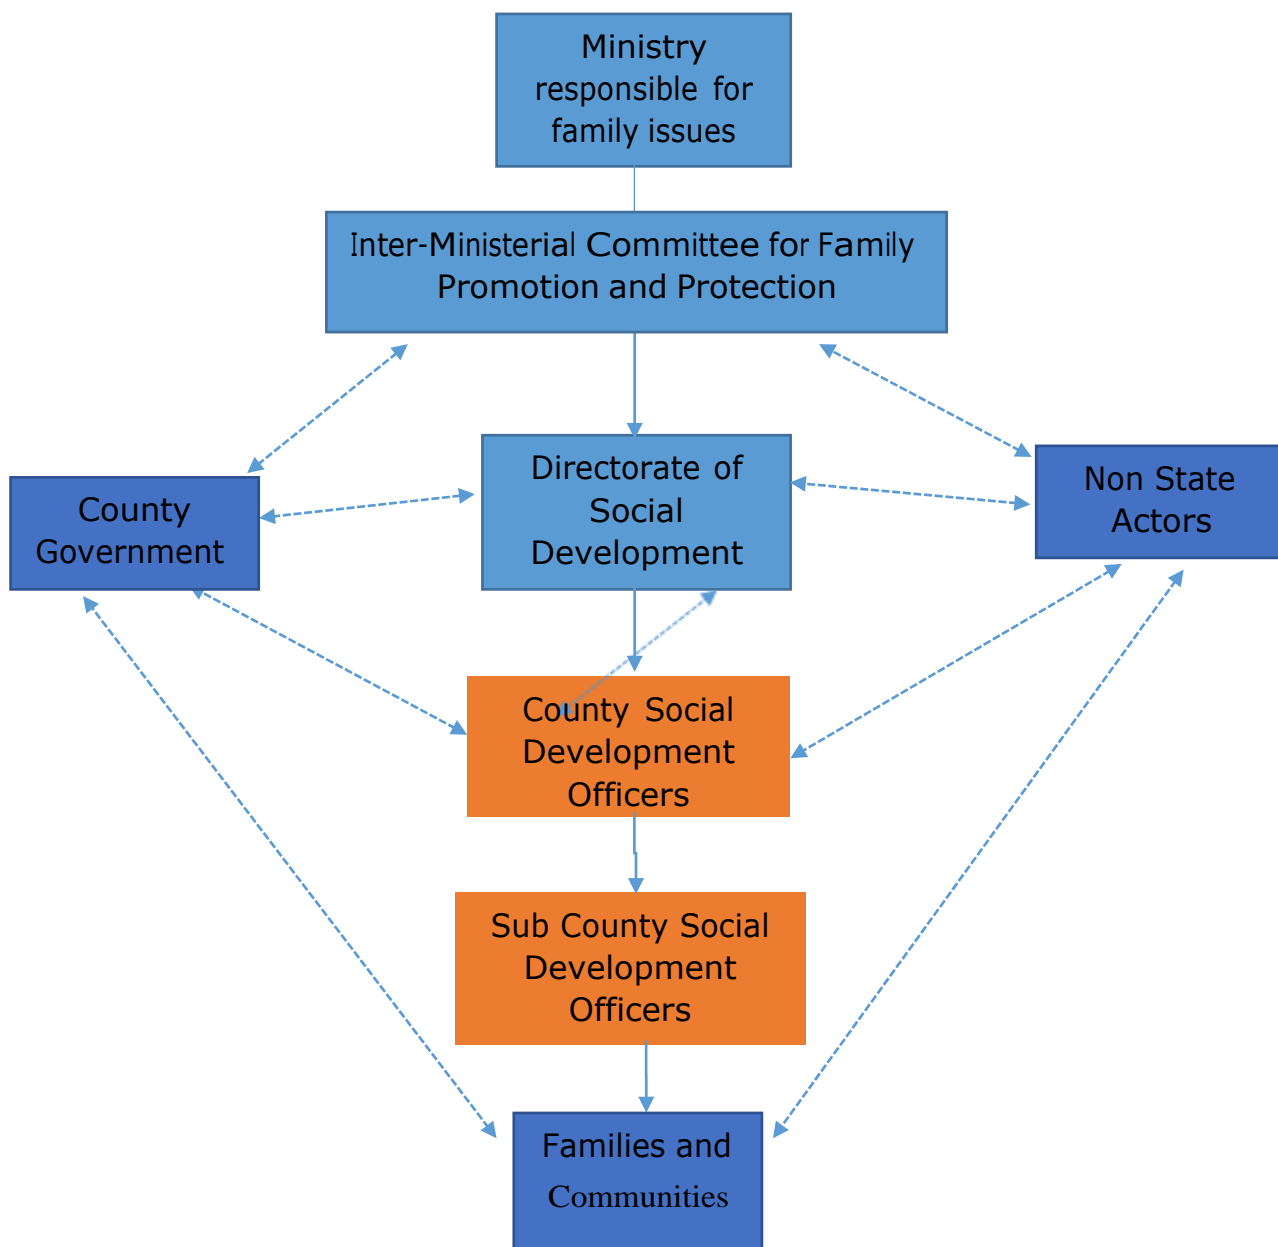 Ministry
responsible for
family issues
Inter-Ministerial Committee for Family
Promotion and Protection
Directorate of
Social
Development
County
Government
Non State
Actors
County Social
Development
Officers
Sub County Social
Development
Officers
Families and
Communities